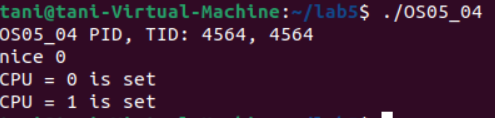 tani@tani-Virtual-Machine:~/lab5$ ./OS05_04
OS05_04 PID, TID: 4564, 4564
nice 0
CPU = 0 is set
CPU = 1 is set